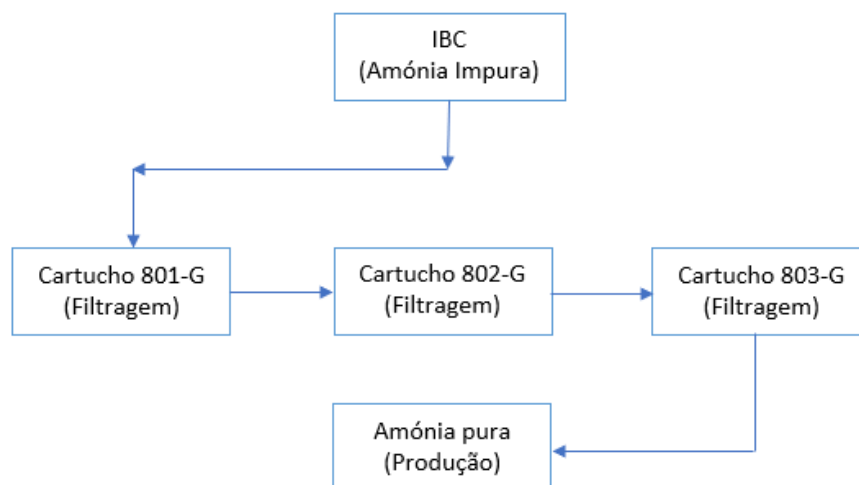 IBC
(Amónia Impura)
Cartucho 801-G
(Filtragem)
Cartucho 802-G
(Filtragem)
Cartucho 803-G
(Filtragem)
Amónia pura
(Produção)